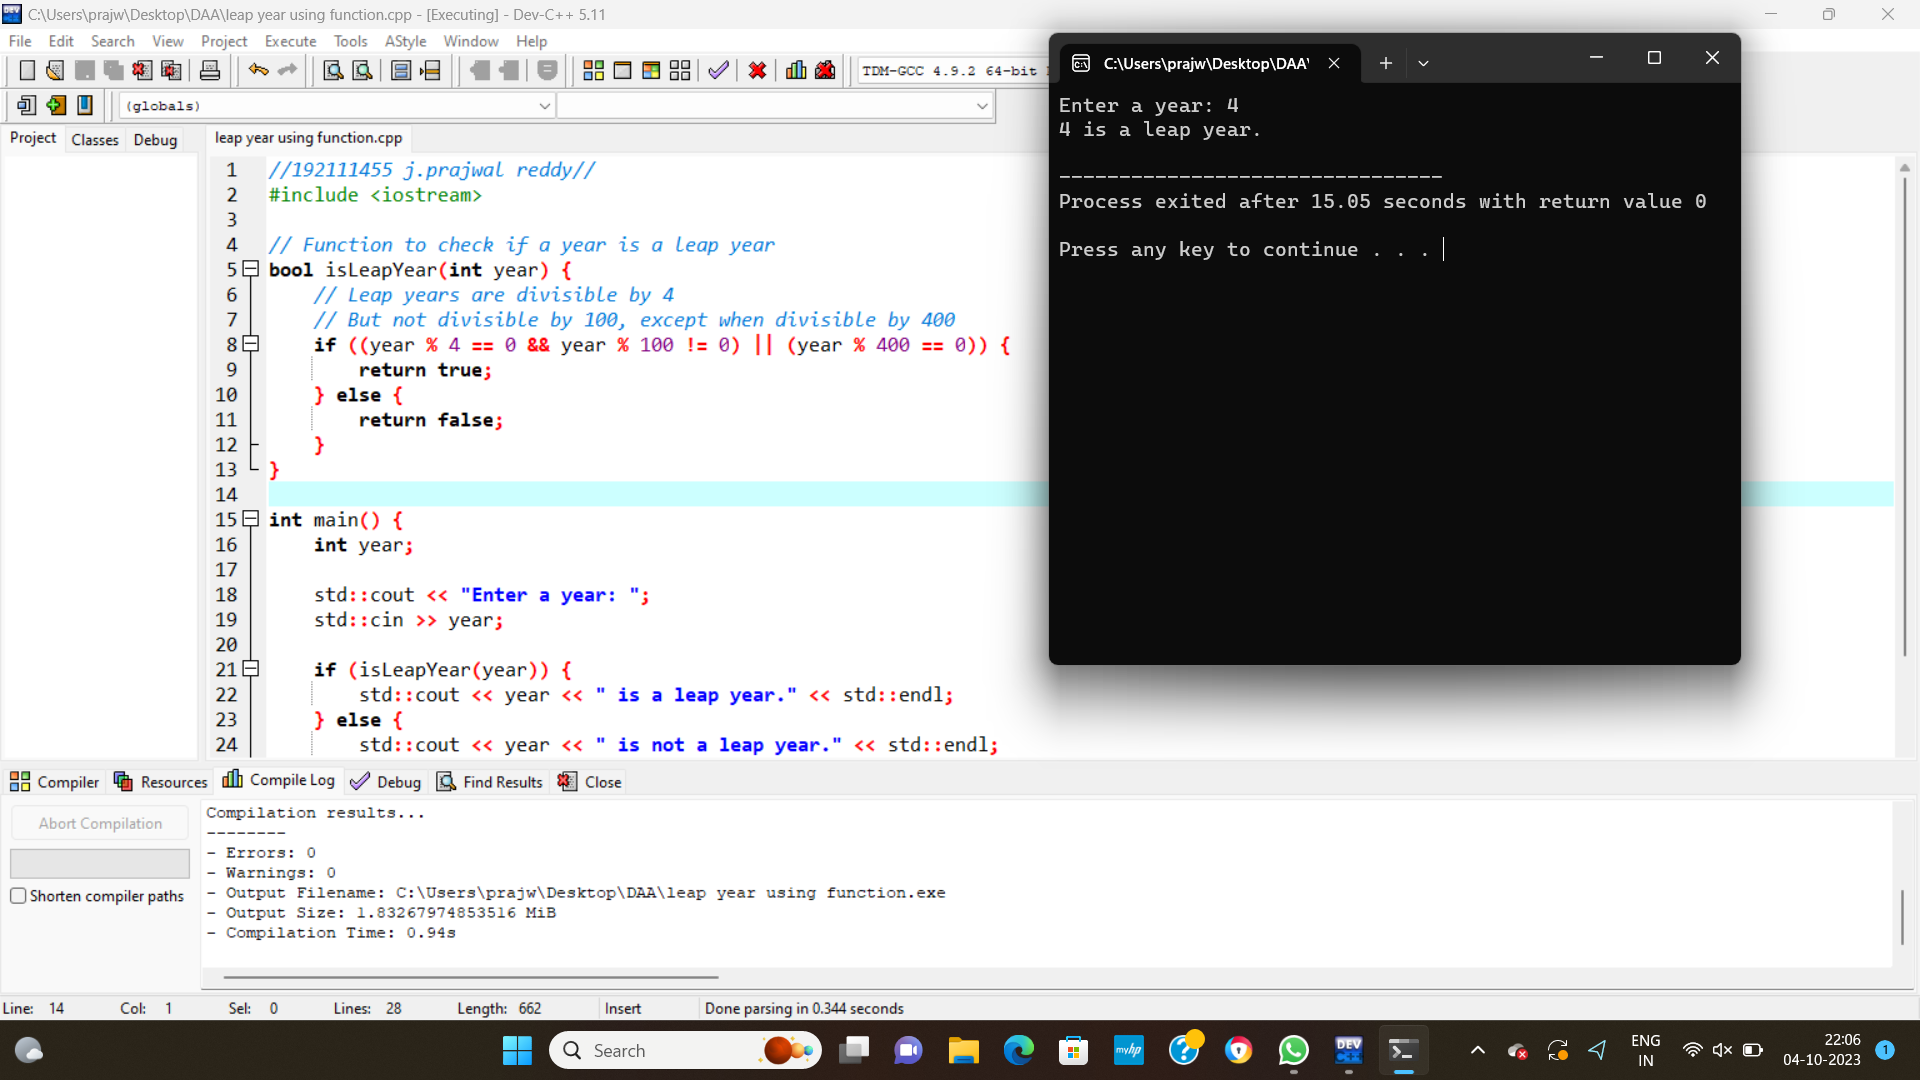 C:\Users\prajw\Desktop\DAA\leap year using function.cpp - [Executing] - Dev-C++ 5.11
File Edit Search View Project Execute Tools AStyle Window Help
TDM-GCC 4.9.2 64-bit
(globals)
Project Classes Debug
leap year using function.cpp
1 //192111455 j.prajwal reddy//
2 #include <iostream>
3
4 // Function to check if a year is a leap year
5 bool isLeapYear(int year) {
6 // Leap years are divisible by 4
7 // But not divisible by 100, except when divisible by 400
8 if ((year % 4 == 0 && year % 100 != 0) || (year % 400 == 0)) {
9 return true;
10 } else {
11 return false;
12 }
13 }
14
15 int main() {
16 int year;
17
18 std::cout << "Enter a year: ";
19 std::cin >> year;
20
21 if (isLeapYear(year)) {
22 std::cout << year << " is a leap year." << std::endl;
23 } else {
24 std::cout << year << " is not a leap year." << std::endl;
C:\Users\prajw\Desktop\DAA\
Enter a year: 4
4 is a leap year.
--------------------------------
Process exited after 15.05 seconds with return value 0
Press any key to continue . . .
Compiler Resources Compile Log Debug Find Results Close
Abort Compilation
Shorten compiler paths
Compilation results...
--------
- Errors: 0
- Warnings: 0
- Output Filename: C:\Users\prajw\Desktop\DAA\leap year using function.exe
- Output Size: 1.83267974853516 MiB
- Compilation Time: 0.94s
Line: 14 Col: 1 Sel: 0 Lines: 28 Length: 662 Insert Done parsing in 0.344 seconds
Search
myhp
DEV C++
ENG
IN
22:06
04-10-2023
1